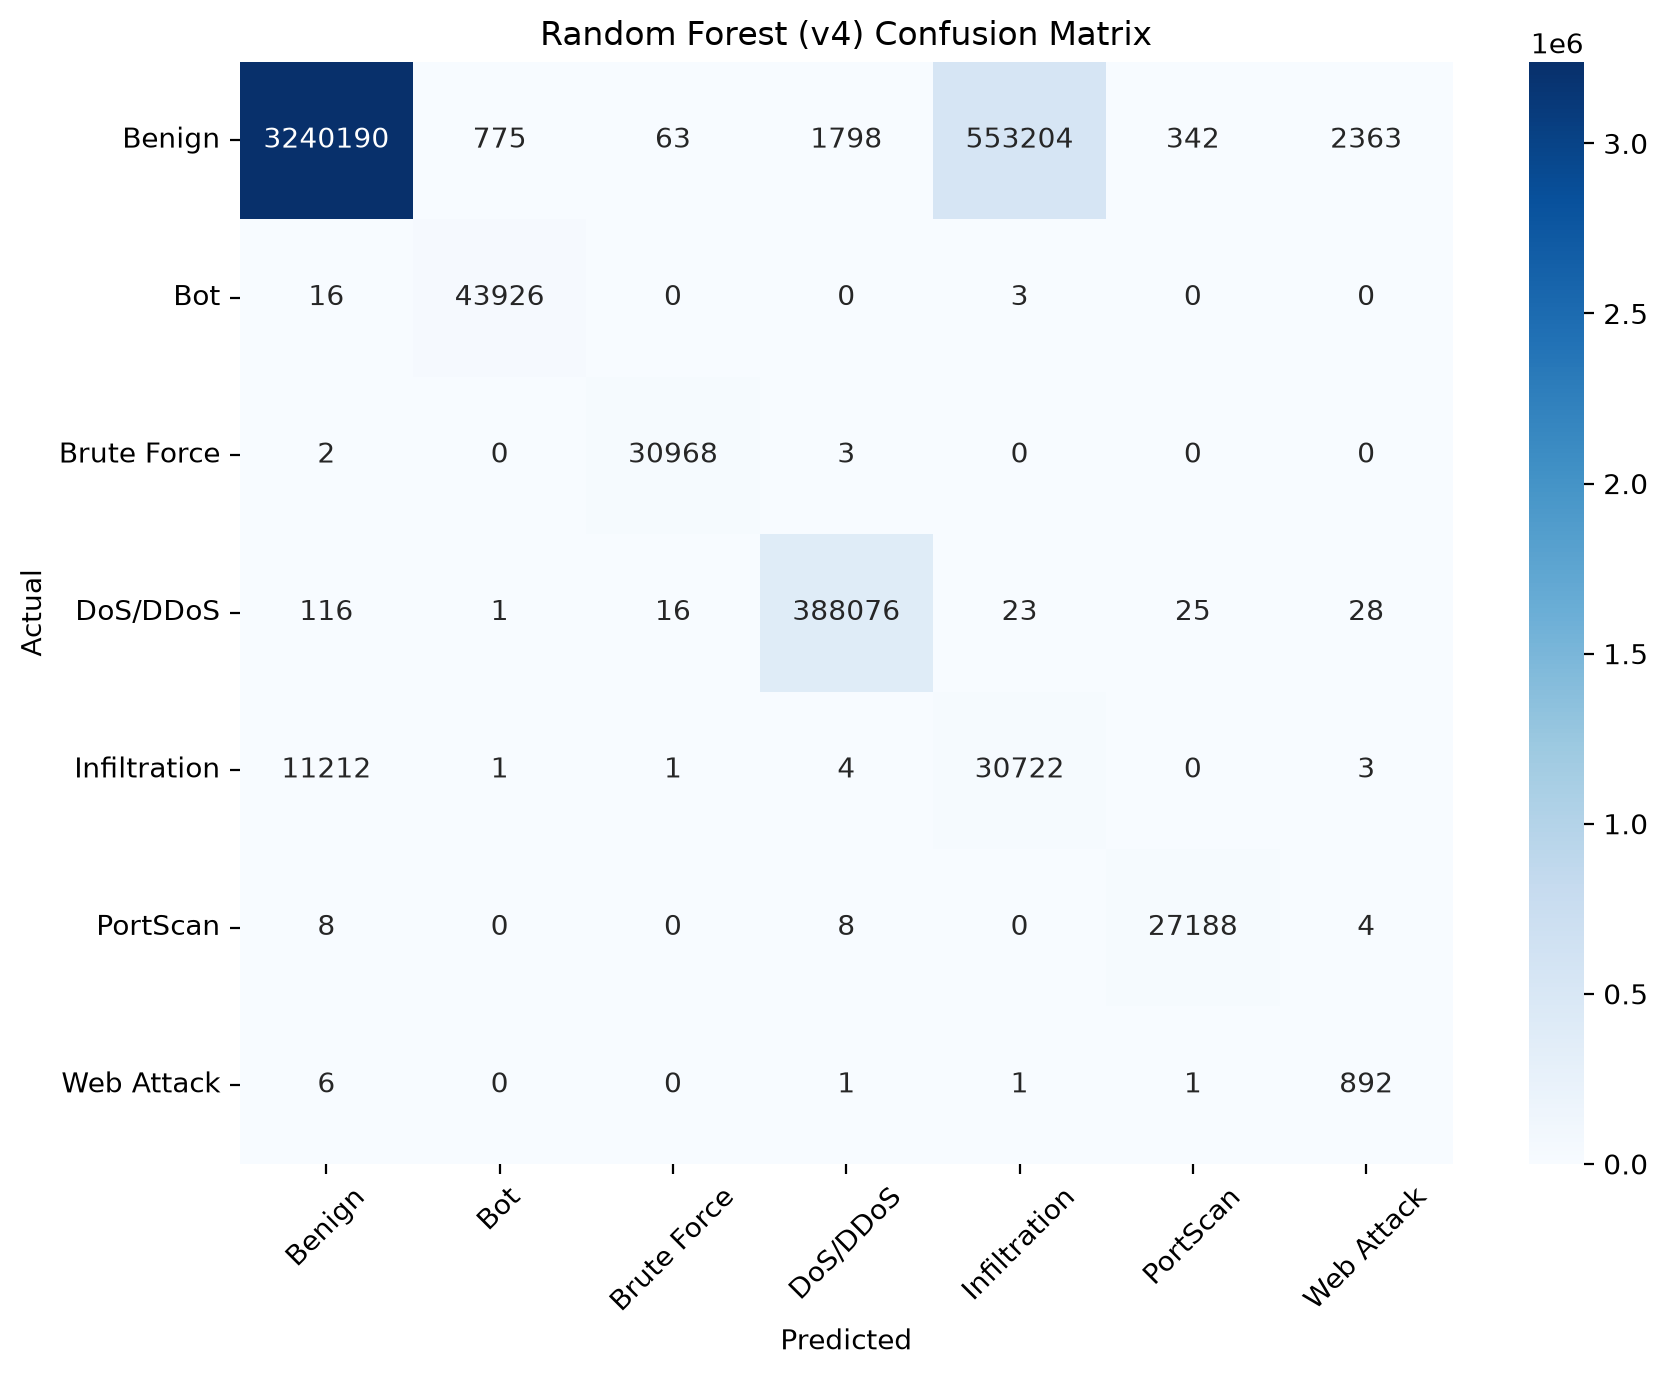 Random Forest (v4) Confusion Matrix
1e6
Benign 3240190 775 63 1798 553204 342 2363
Bot 16 43926 0 0 3 0 0
Brute Force 2 0 30968 3 0 0 0
DoS/DDoS 116 1 16 388076 23 25 28
Infiltration 11212 1 1 4 30722 0 3
PortScan 8 0 0 8 0 27188 4
Web Attack 6 0 0 1 1 1 892
Actual
Benign Bot Brute Force DoS/DDoS Infiltration PortScan Web Attack
Predicted
3.0
2.5
2.0
1.5
1.0
0.5
0.0